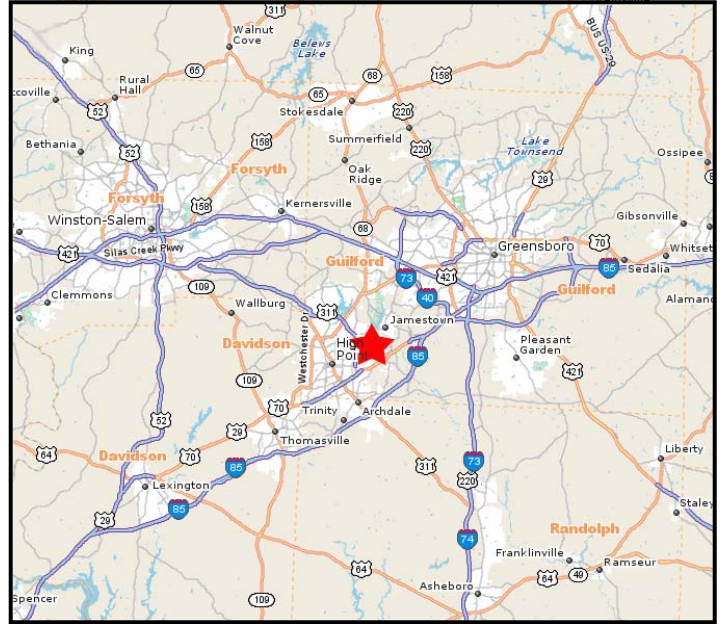 311
Walnut
Cove
Belews
Lake
BUS US-29
King
65
68
158
Rural
Hall
65
ccoville
52
Stokesdale
220
158
Summerfield
Bethania
52
158
220
Lake
Townsend
Ossipee
Oak
Ridge
29
Forsyth
Forsyth
158
Kernersville
Gibsonville
Winston-Salem
68
Greensboro
70
Whitset
421
Silas Creek Pkwy
Guilford
421
85
Sedalia
73
109
40
Guilford
Clemmons
Wallburg
311
Alamanc
Jamestown
Davidson
Westchester Dr
High
Point
85
Pleasant
Garden
109
421
52
70
Trinity
Archdale
29
Thomasville
64
Davidson
70
311
73
Liberty
85
220
Lexington
85
Staley
29
74
Randolph
Franklinville
64
49
Ramseur
64
Spencer
109
Asheboro